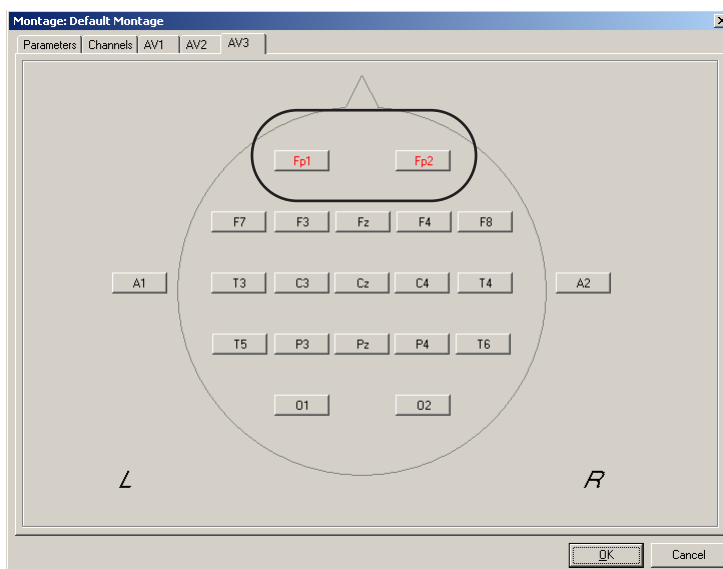 Montage: Default Montage
Parameters Channels AV1 AV2 AV3
Fp1 Fp2
F7 F3 Fz F4 F8
A1 T3 C3 Cz C4 T4 A2
T5 P3 Pz P4 T6
O1 O2
L R
OK Cancel